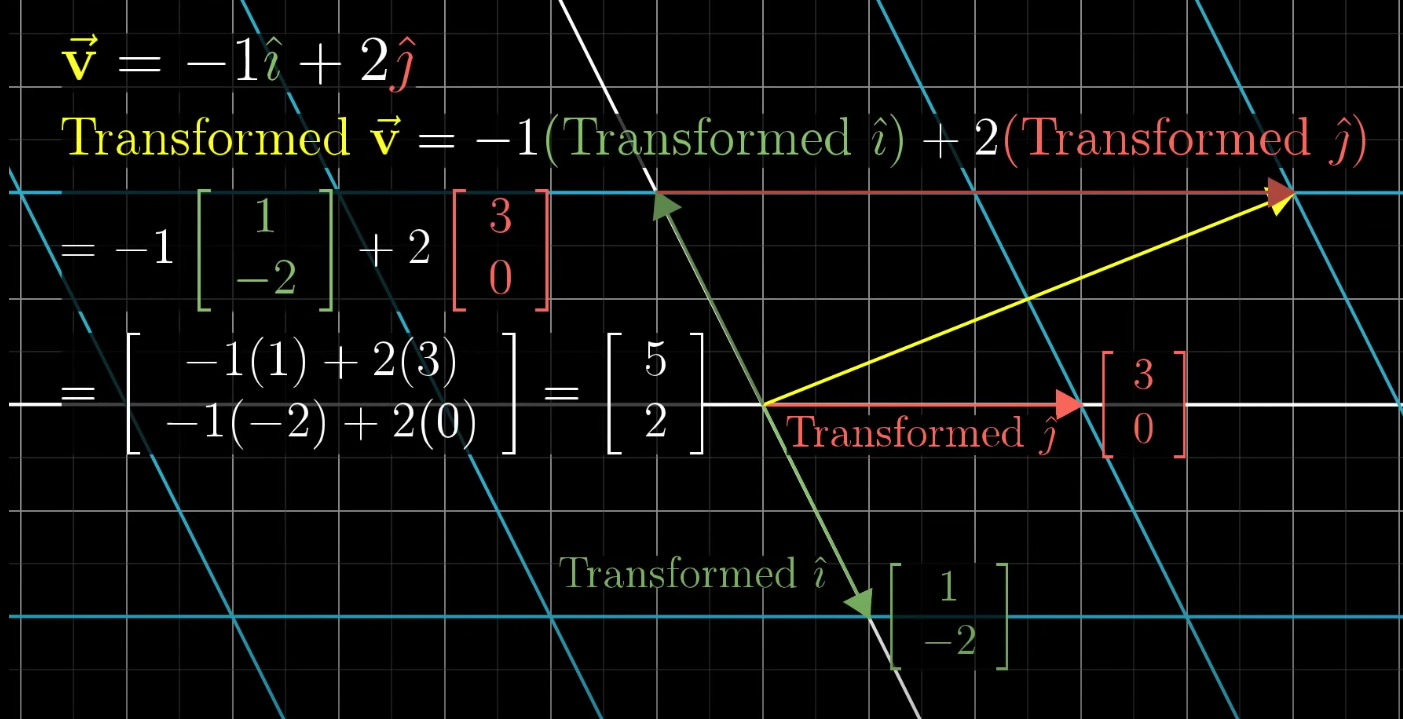 v⃗ = −1î + 2ĵ
Transformed v⃗ = −1(Transformed î) + 2(Transformed ĵ)
= −1 [1 −2] + 2 [3 0]
= [−1(1) + 2(3) −1(−2) + 2(0)] = [5 2]
Transformed ĵ [3 0]
Transformed î [1 −2]